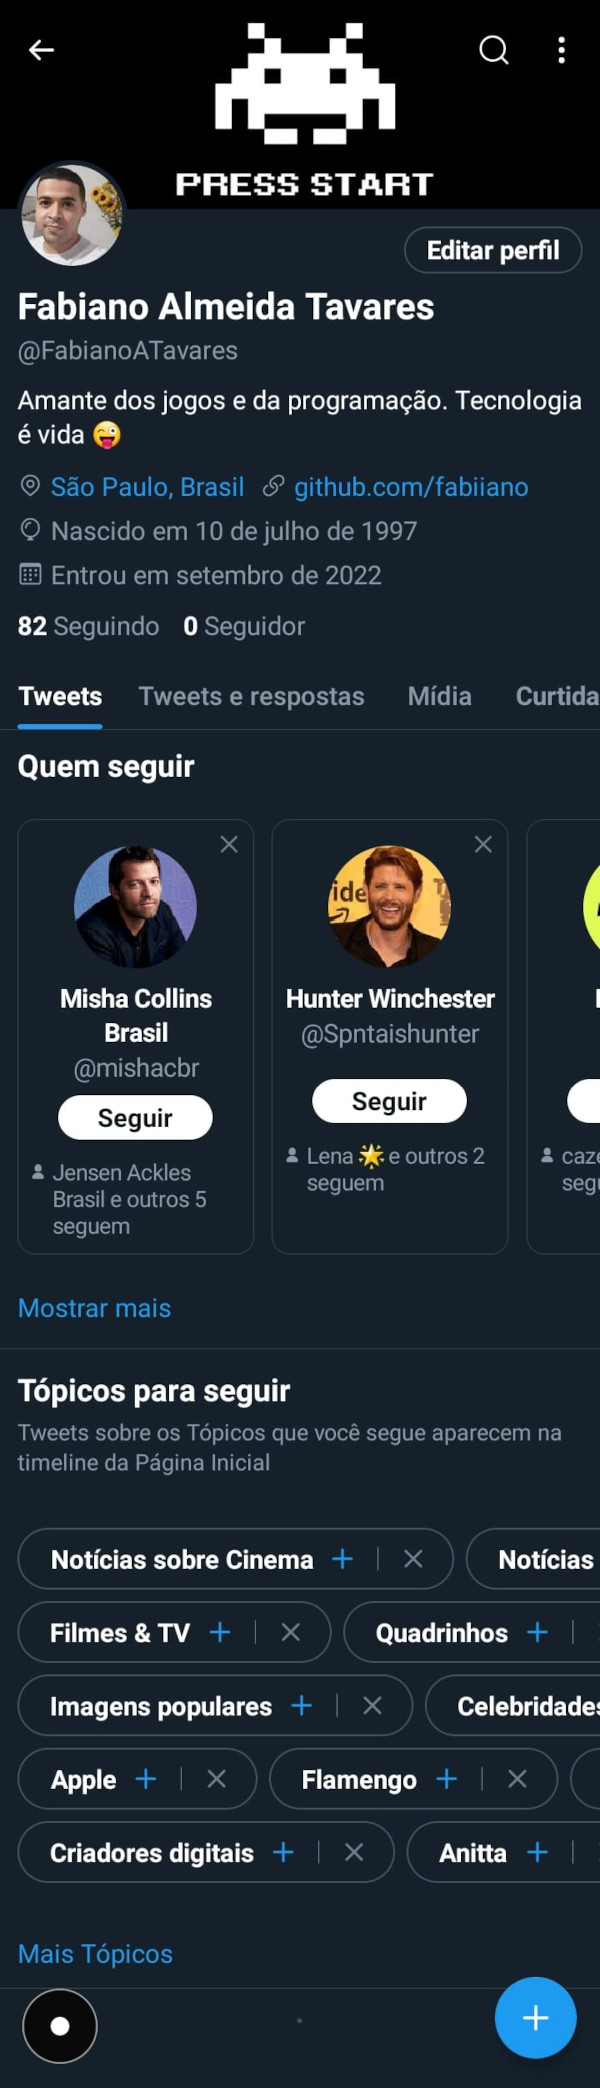 PRESS START
Editar perfil
Fabiano Almeida Tavares
@FabianoATavares
Amante dos jogos e da programação. Tecnologia
é vida 😜
São Paulo, Brasil github.com/fabiiano
Nascido em 10 de julho de 1997
Entrou em setembro de 2022
82 Seguindo 0 Seguidor
Tweets Tweets e respostas Mídia Curtida
Quem seguir
Misha Collins
Brasil
@mishacbr
Seguir
Jensen Ackles
Brasil e outros 5
seguem
Hunter Winchester
@Spntaishunter
Seguir
Lena 🌟 e outros 2
seguem
caze
segu
Mostrar mais
Tópicos para seguir
Tweets sobre os Tópicos que você segue aparecem na
timeline da Página Inicial
Notícias sobre Cinema Notícias
Filmes & TV Quadrinhos
Imagens populares Celebridades
Apple Flamengo
Criadores digitais Anitta
Mais Tópicos